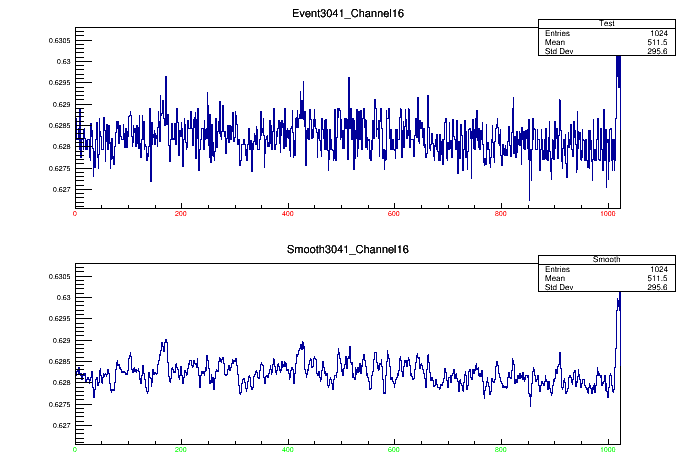 Event3041_Channel16
Test
Entries 1024
Mean 511.5
Std Dev 295.6
0.6305
0.63
0.6295
0.629
0.6285
0.628
0.6275
0.627
0 200 400 600 800 1000
Smooth3041_Channel16
Smooth
Entries 1024
Mean 511.5
Std Dev 295.6
0.6305
0.63
0.6295
0.629
0.6285
0.628
0.6275
0.627
0 200 400 600 800 1000